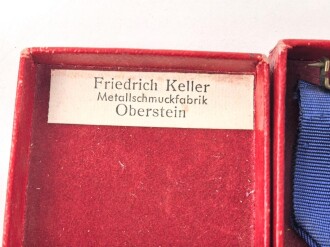 Friedrich Keller
Metallschmuckfabrik
Oberstein